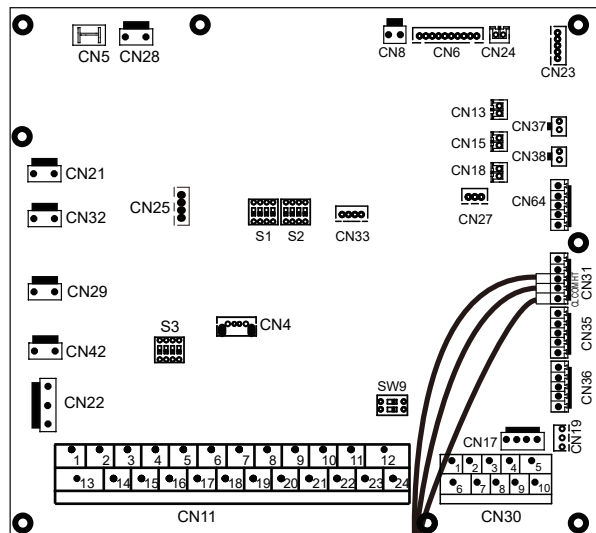 CN5
CN28
CN8
CN6
CN24
CN23
CN13
CN37
CN15
CN38
CN18
CN21
CN32
CN25
S1
S2
CN33
CN27
CN64
CN31
CL COM HT
CN29
CN4
S3
CN35
CN42
CN36
CN22
SW9
CN17
CN19
1 2 3 4 5 6 7 8 9 10 11 12
13 14 15 16 17 18 19 20 21 22 23 24
CN11
1 2 3 4 5
6 7 8 9 10
CN30